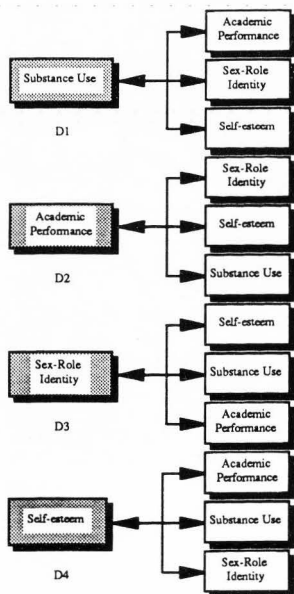 Academic
Performance
Substance Use
Sex-Role
Identity
D1
Self-esteem
Sex-Role
Identity
Academic
Performance
Self-esteem
D2
Substance Use
Self-esteem
Sex-Role
Identity
Substance Use
D3
Academic
Performance
Academic
Performance
Self-esteem
Substance Use
D4
Sex-Role
Identity